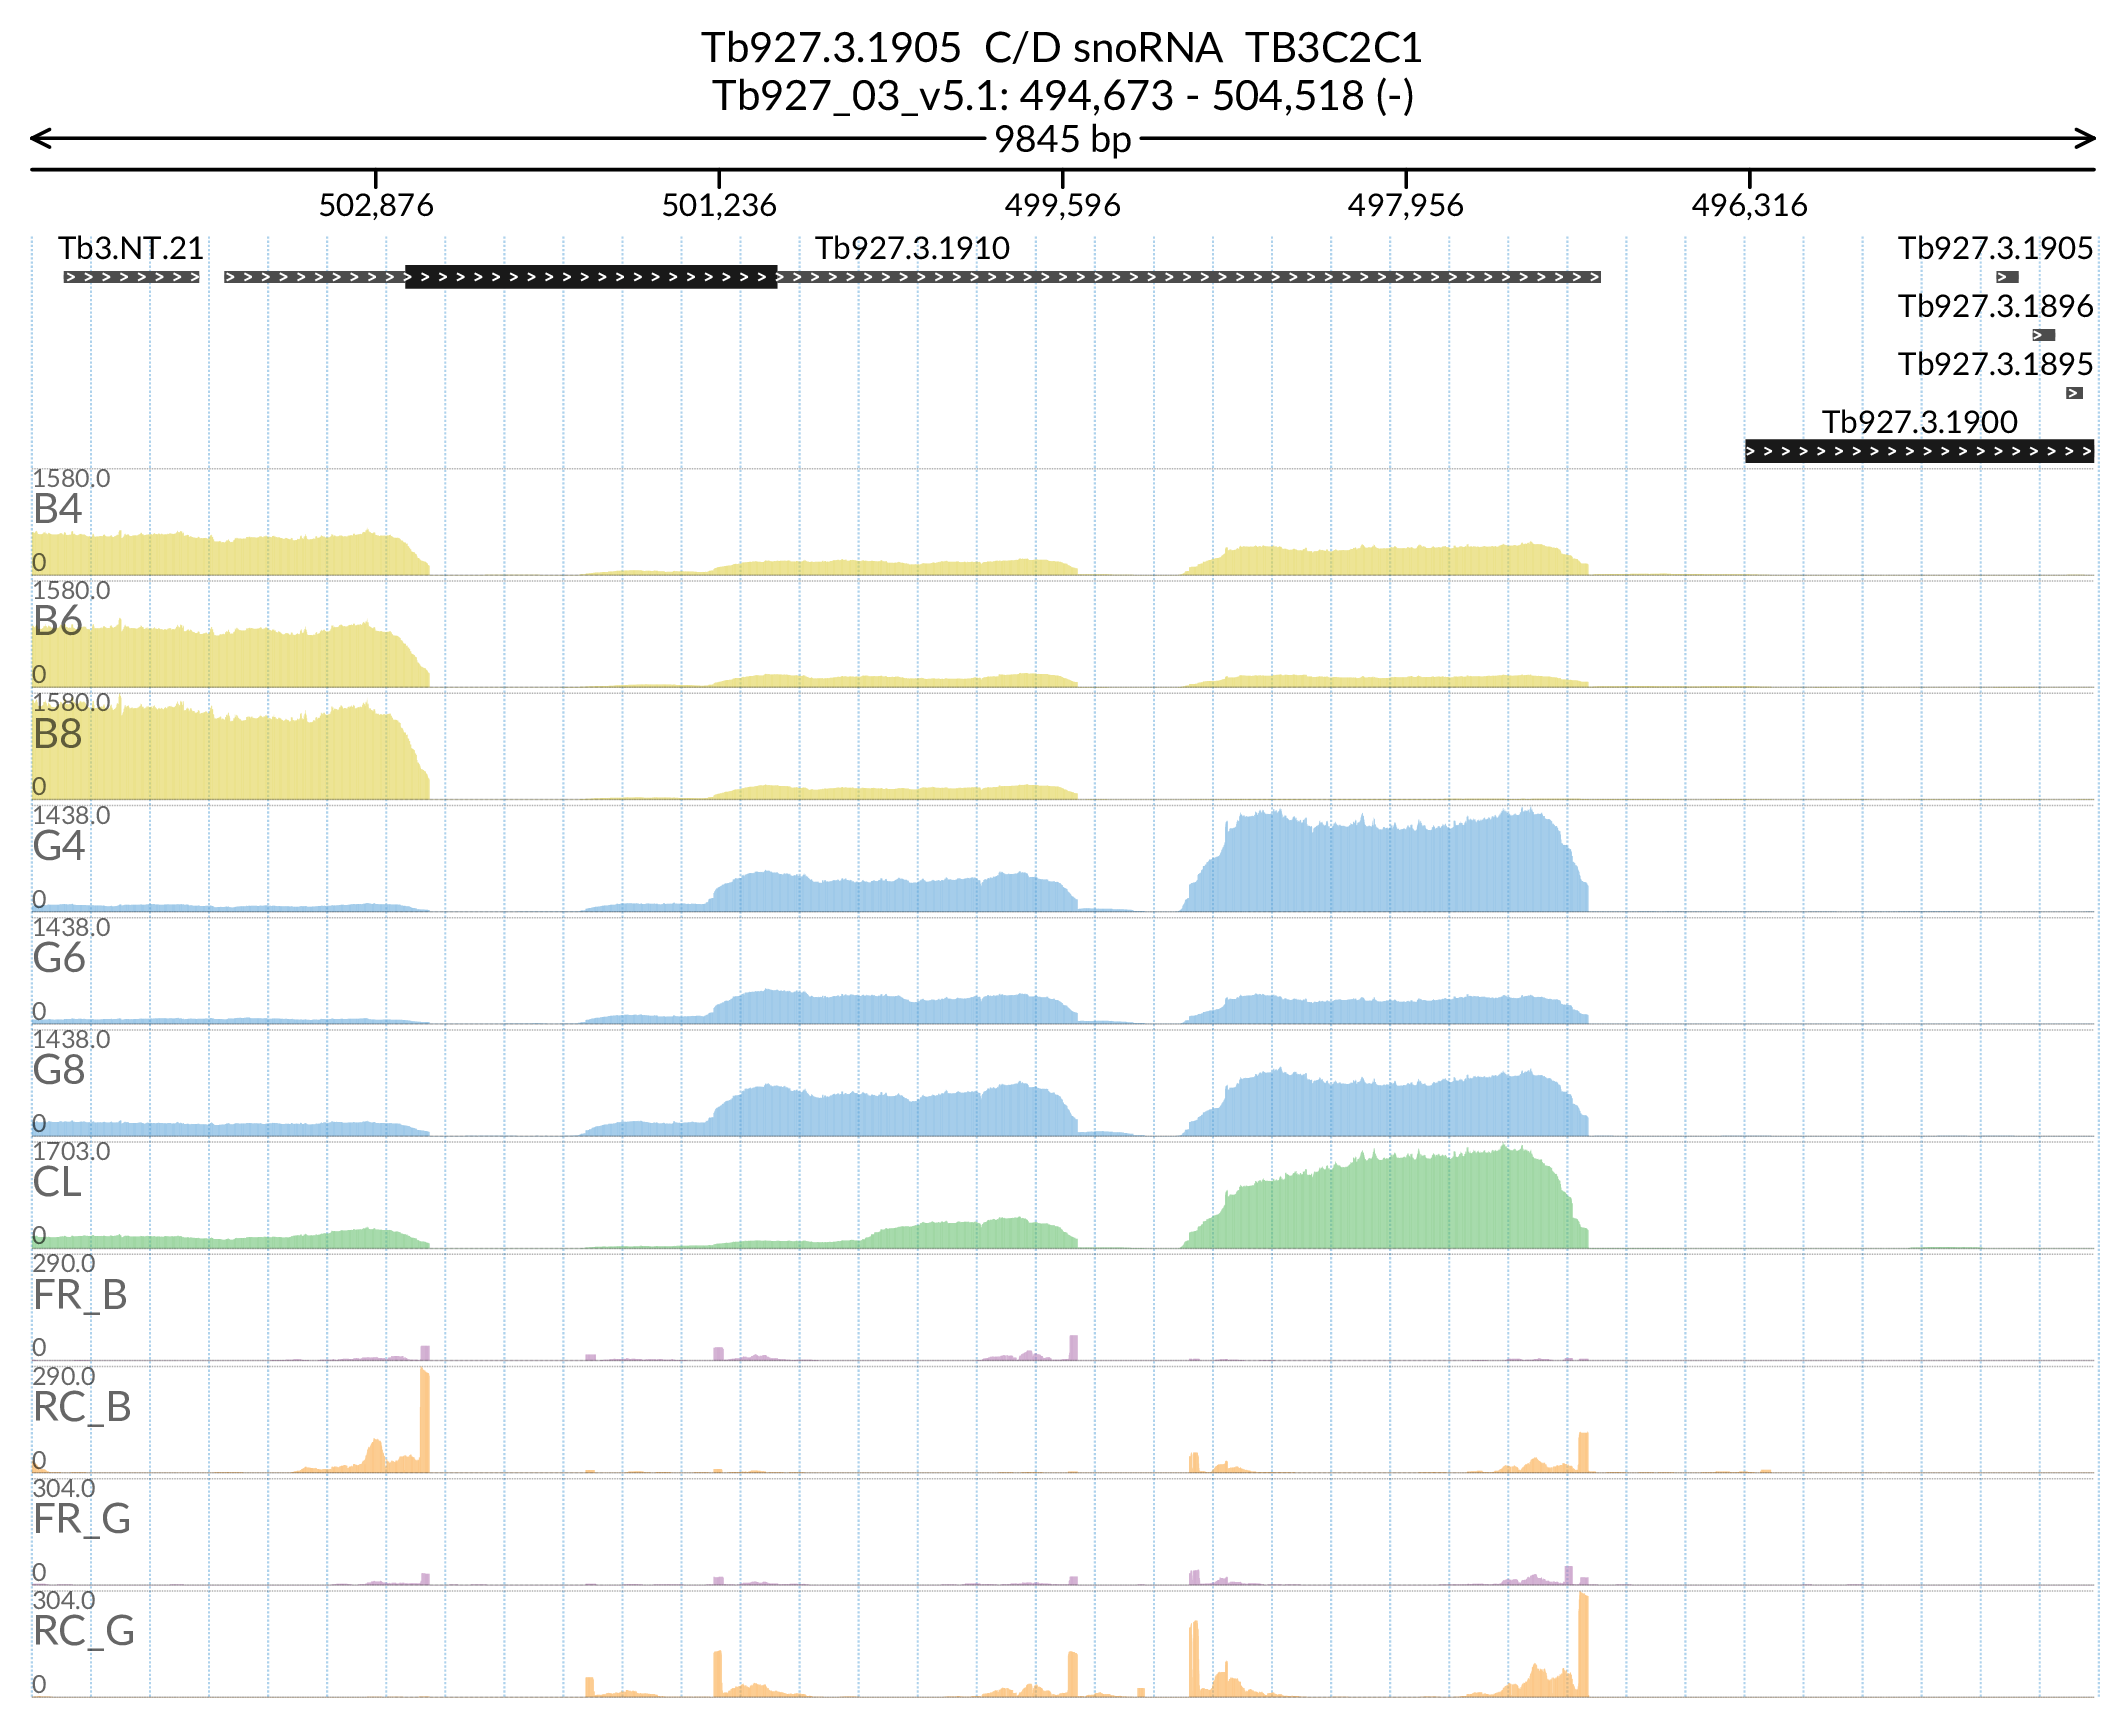 Tb927.3.1905 C/D snoRNA TB3C2C1
Tb927_03_v5.1: 494,673 - 504,518 (-)
9845 bp
502,876 501,236 499,596 497,956 496,316
Tb3.NT.21 Tb927.3.1910 Tb927.3.1905
Tb927.3.1896
Tb927.3.1895
Tb927.3.1900
1580.0
B4
0
1580.0
B6
0
1580.0
B8
0
1438.0
G4
0
1438.0
G6
0
1438.0
G8
0
1703.0
CL
0
290.0
FR_B
0
290.0
RC_B
0
304.0
FR_G
0
304.0
RC_G
0